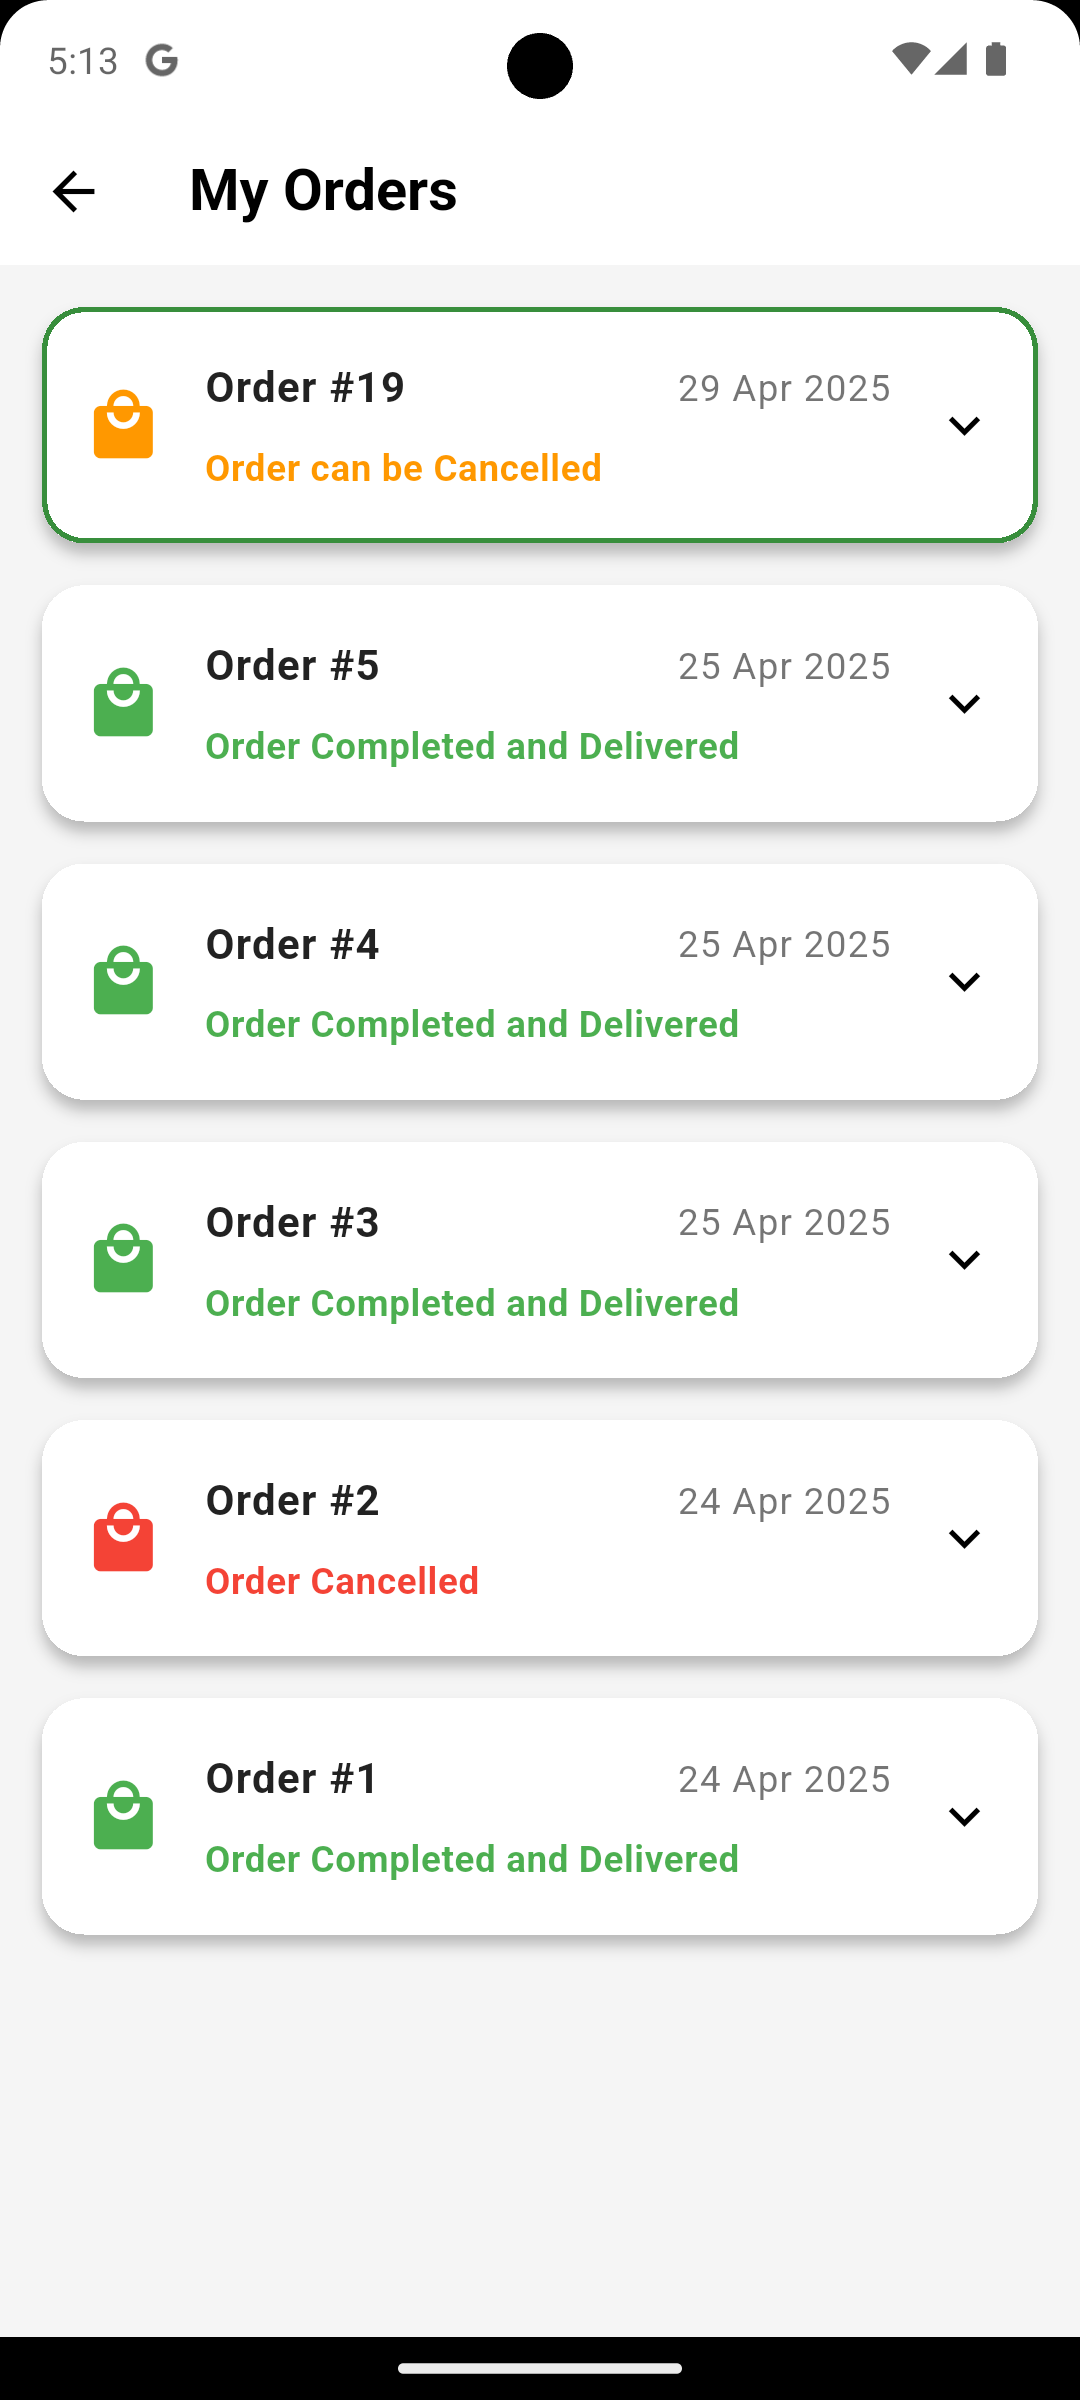 5:13
My Orders
Order #19 29 Apr 2025
Order can be Cancelled
Order #5 25 Apr 2025
Order Completed and Delivered
Order #4 25 Apr 2025
Order Completed and Delivered
Order #3 25 Apr 2025
Order Completed and Delivered
Order #2 24 Apr 2025
Order Cancelled
Order #1 24 Apr 2025
Order Completed and Delivered